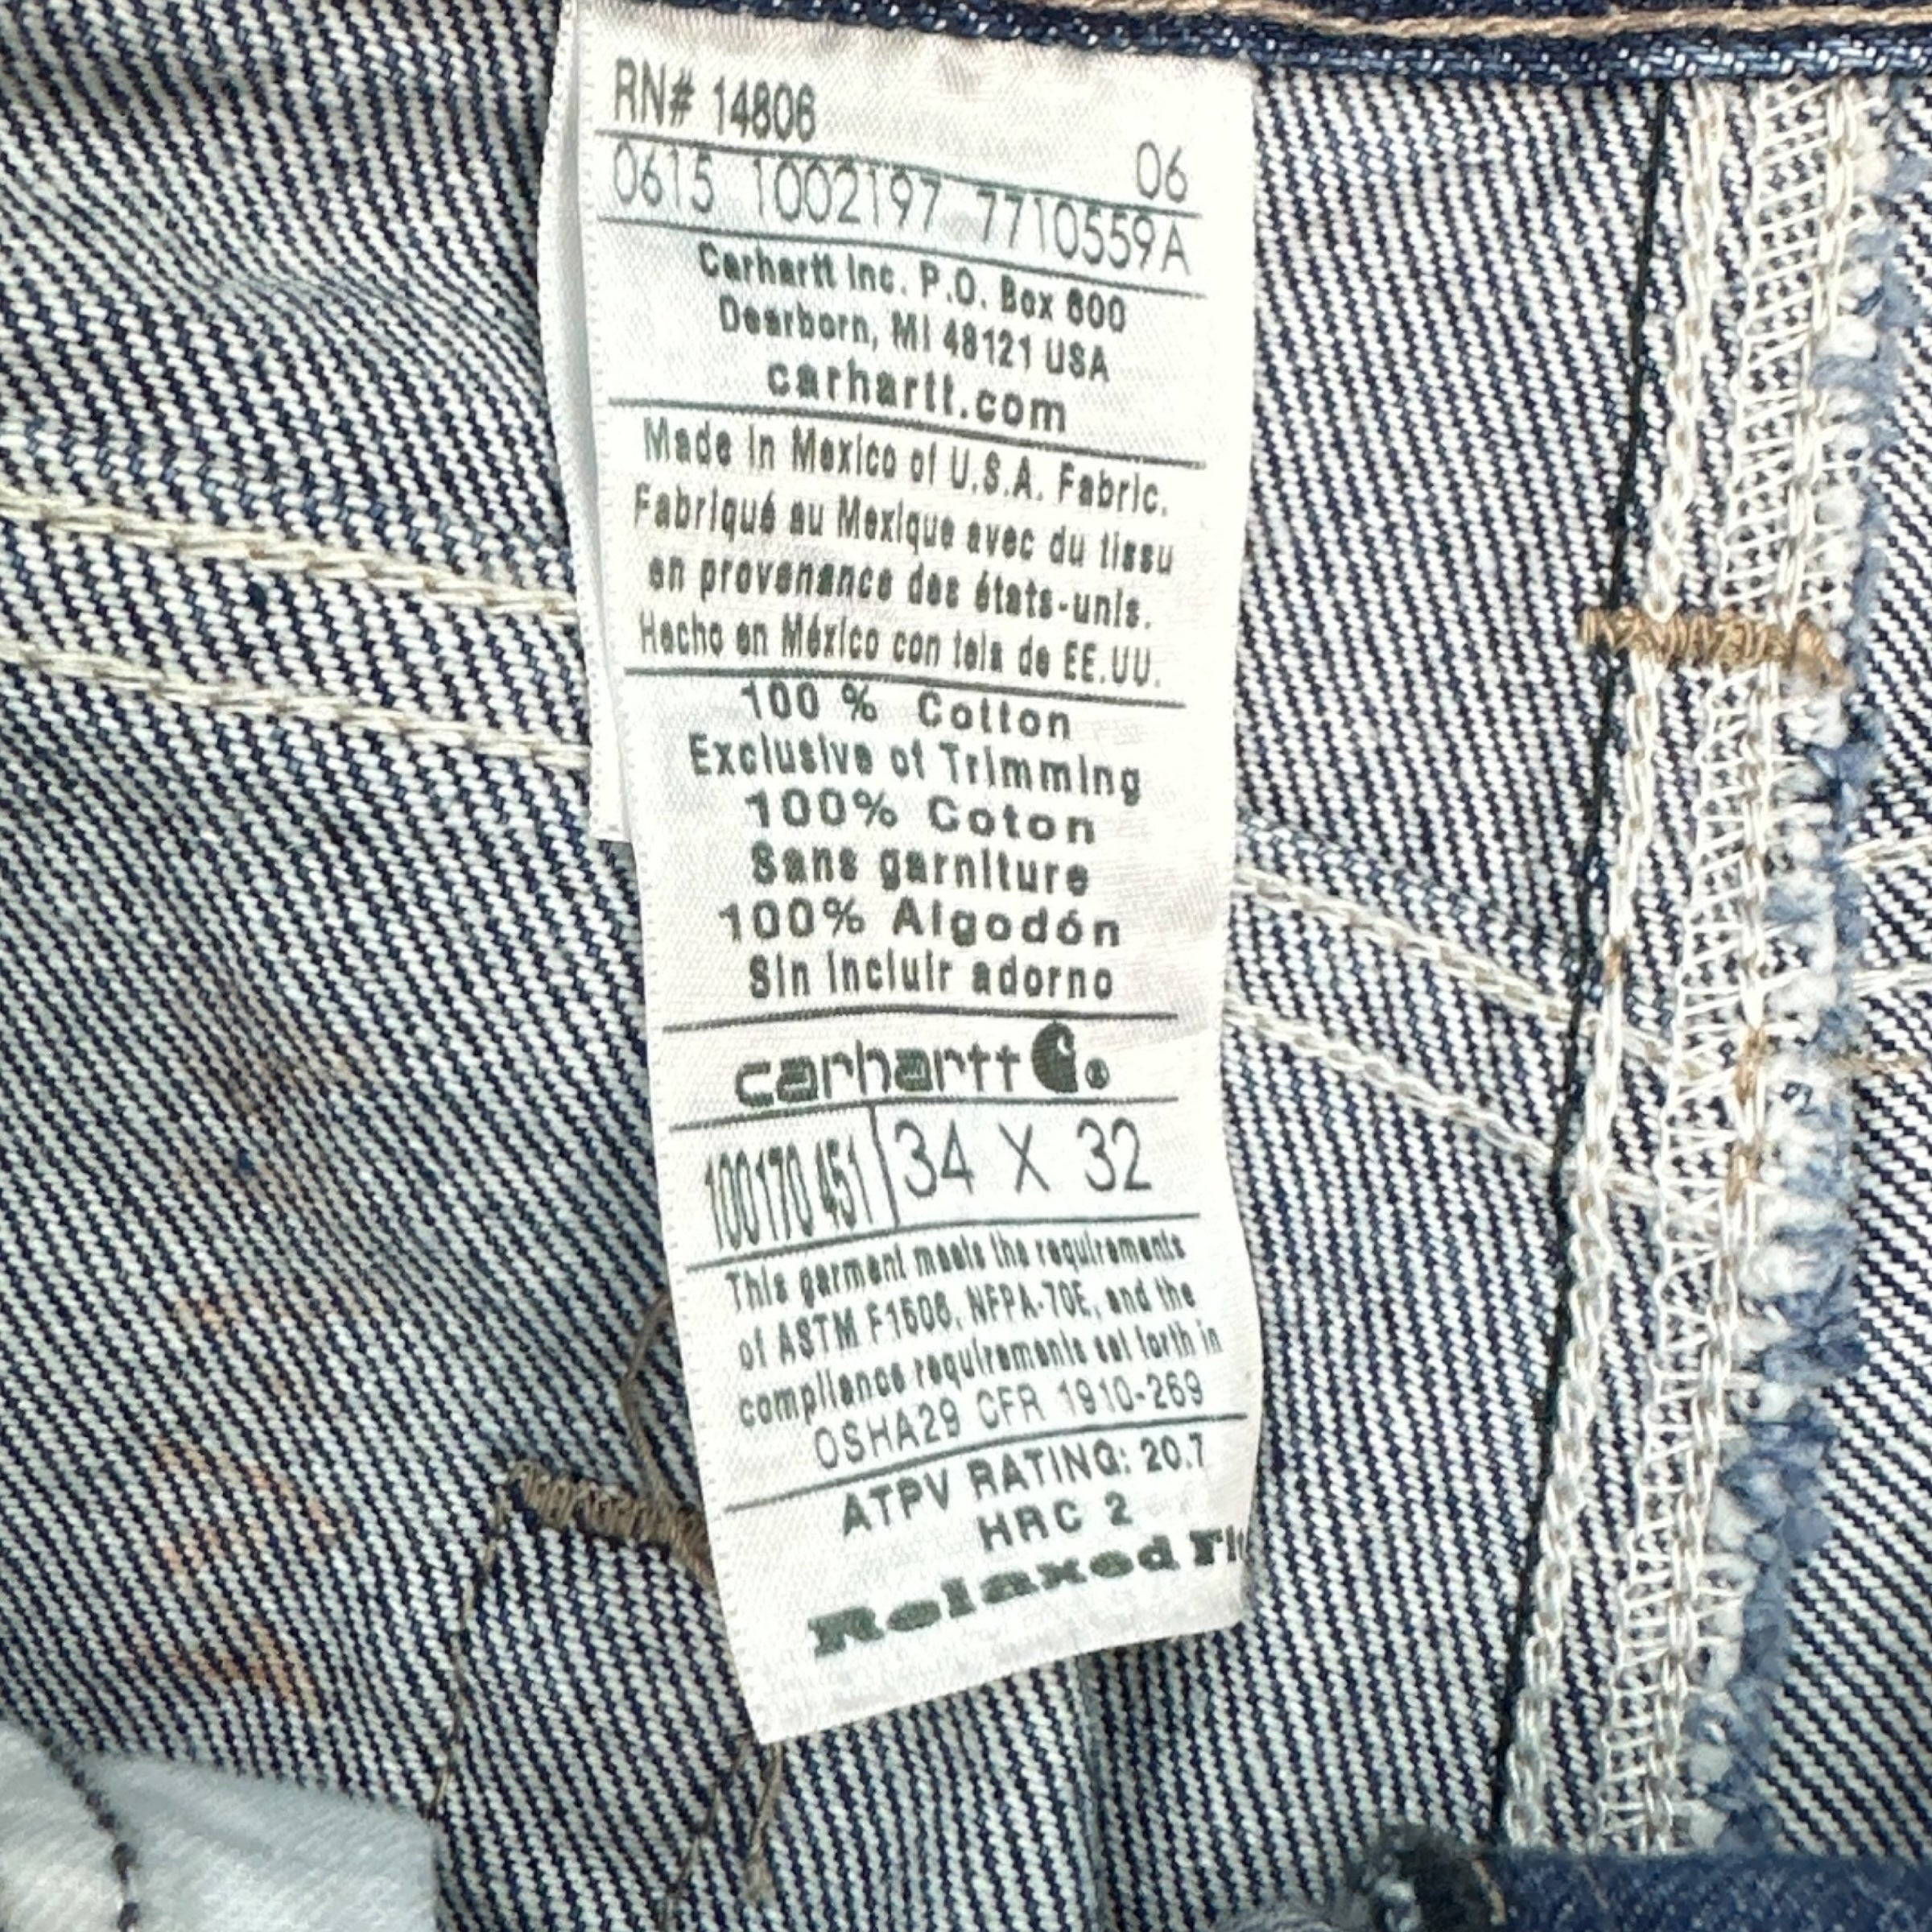 RN# 14806
06
0615 1002197 7710559A
Carhartt Inc. P.O. Box 600
Dearborn, MI 48121 USA
carhartt.com
Made in Mexico of U.S.A. Fabric.
Fabriqué au Mexique avec du tissu
en provenance des états-unis.
Hecho en México con tela de EE.UU.
100 % Cotton
Exclusive of Trimming
100% Coton
Sans garniture
100% Algodón
Sin incluir adorno
carhartt®
100170 451 34 X 32
This garment meets the requirements
of ASTM F1506, NFPA-70E, and the
compliance requirements set forth in
OSHA29 CFR 1910-269
ATPV RATING: 20.7
HRC 2
Relaxed Fit